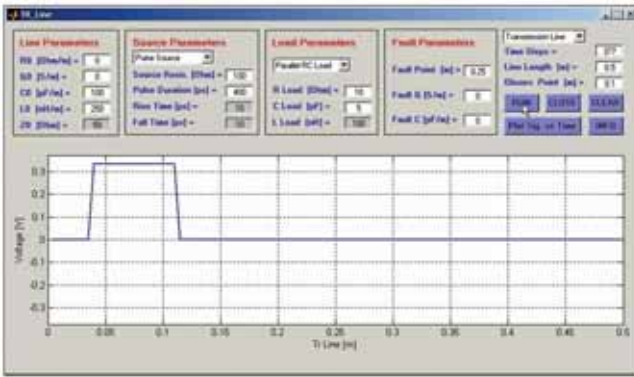 TR_Line
Line Parameters
R0 [Ohm/m] = 0
G0 [S/m] = 0
C0 [pF/m] = 100
L0 [nH/m] = 250
Z0 [Ohm] = 50
Source Parameters
Pulse Source
Source Resis. [Ohm] = 100
Pulse Duration [ps] = 400
Rise Time [ps] =
Fall Time [ps] =
Load Parameters
Parallel RC Load
R Load [Ohm] = 10
C Load [pF] = 5
L Load [nH] = 100
Fault Parameters
Fault Point [m] = 0.25
Fault G [S/m] = 0
Fault C [pF/m] = 0
Transmission Line
Time Steps =
Line Length [m] = 0.5
Observ. Point [m] = 0.1
RUN CLOSE CLEAR
Plot Sig. vs Time INFO
Voltage [V]
0.3
0.2
0.1
0
-0.1
-0.2
-0.3
0 0.05 0.1 0.15 0.2 0.25 0.3 0.35 0.4 0.45 0.5
Tr Line [m]